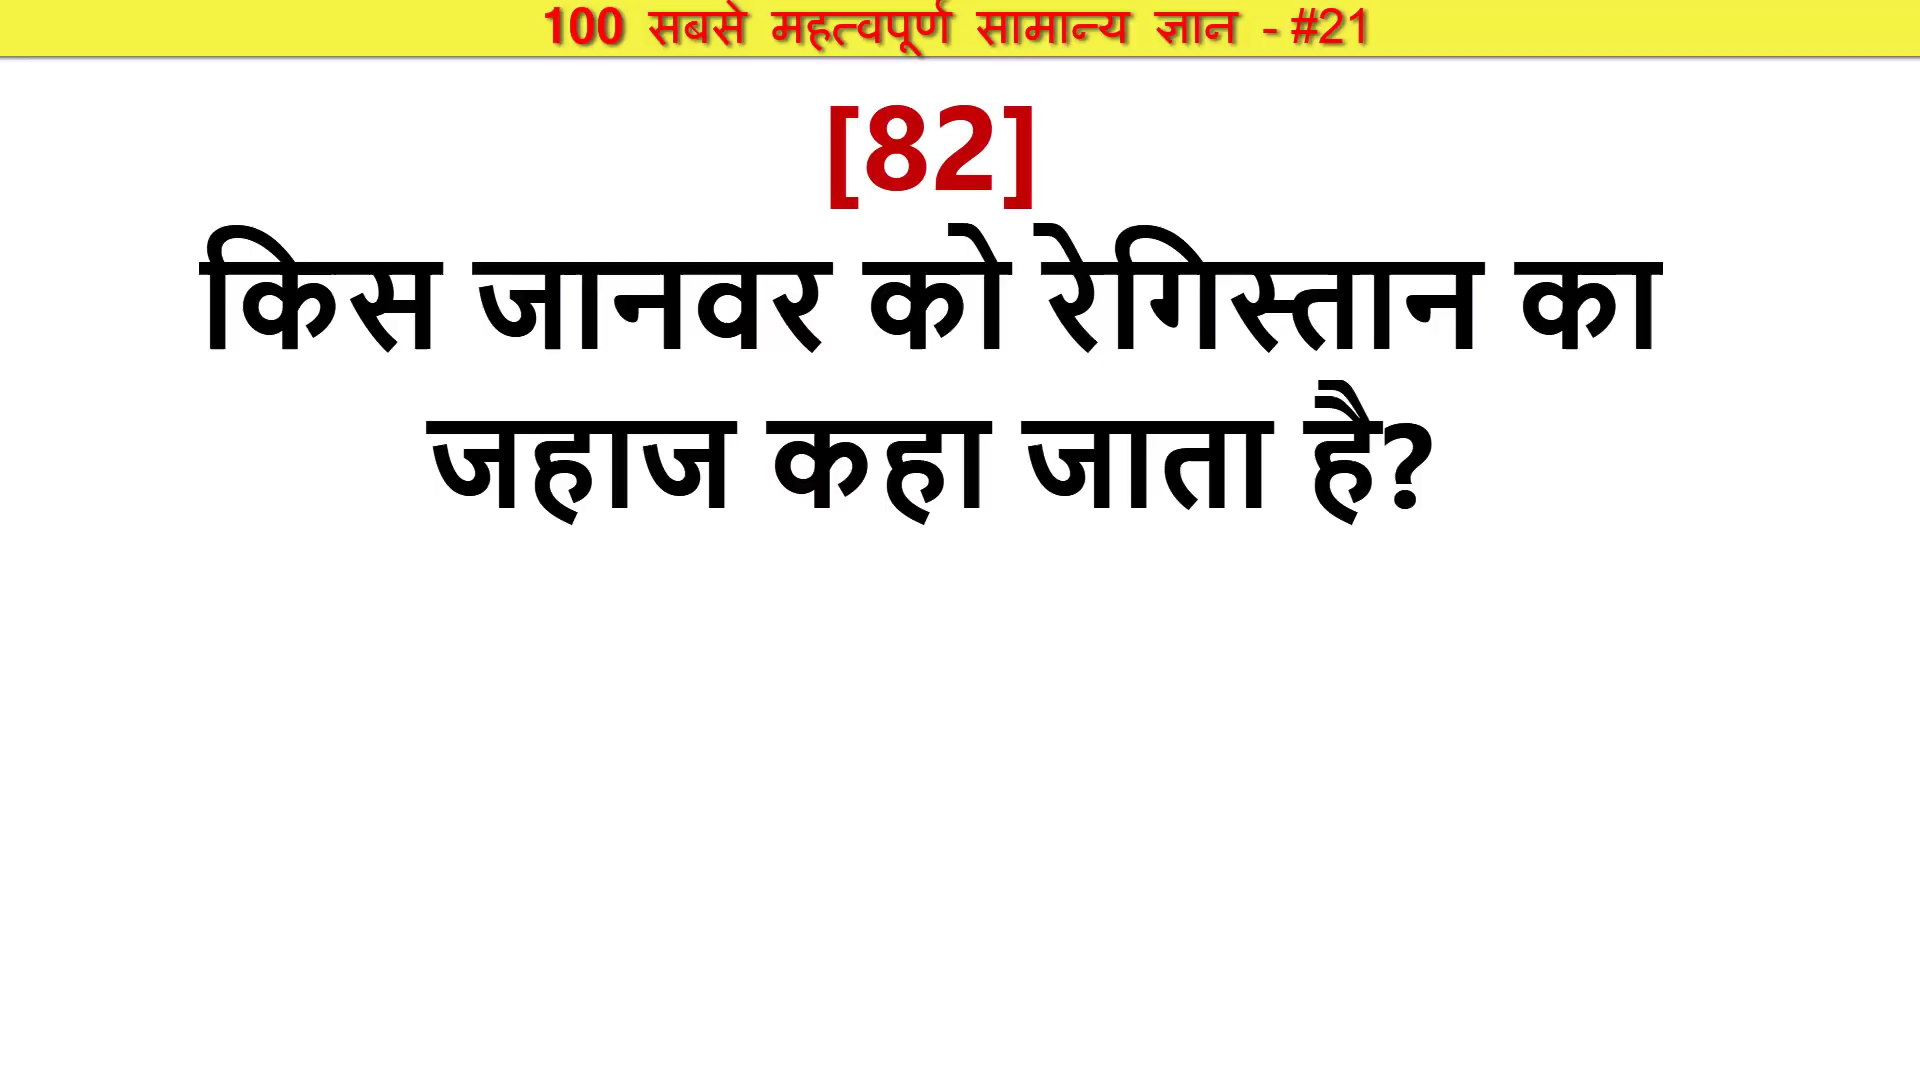 100 सबसे महत्वपूर्ण सामान्य ज्ञान - #21
[82]
किस जानवर को रेगिस्तान का
जहाज कहा जाता है?